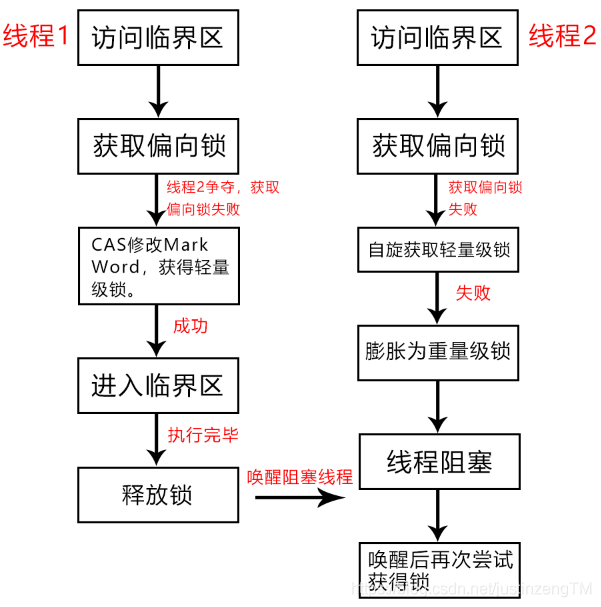 线程1
访问临界区
获取偏向锁
线程2争夺，获取
偏向锁失败
CAS修改Mark
Word，获得轻量
级锁。
成功
进入临界区
执行完毕
释放锁
唤醒阻塞线程
线程2
访问临界区
获取偏向锁
获取偏向锁
失败
自旋获取轻量级锁
失败
膨胀为重量级锁
线程阻塞
唤醒后再次尝试
获得锁
csdn.net/justinzengTM